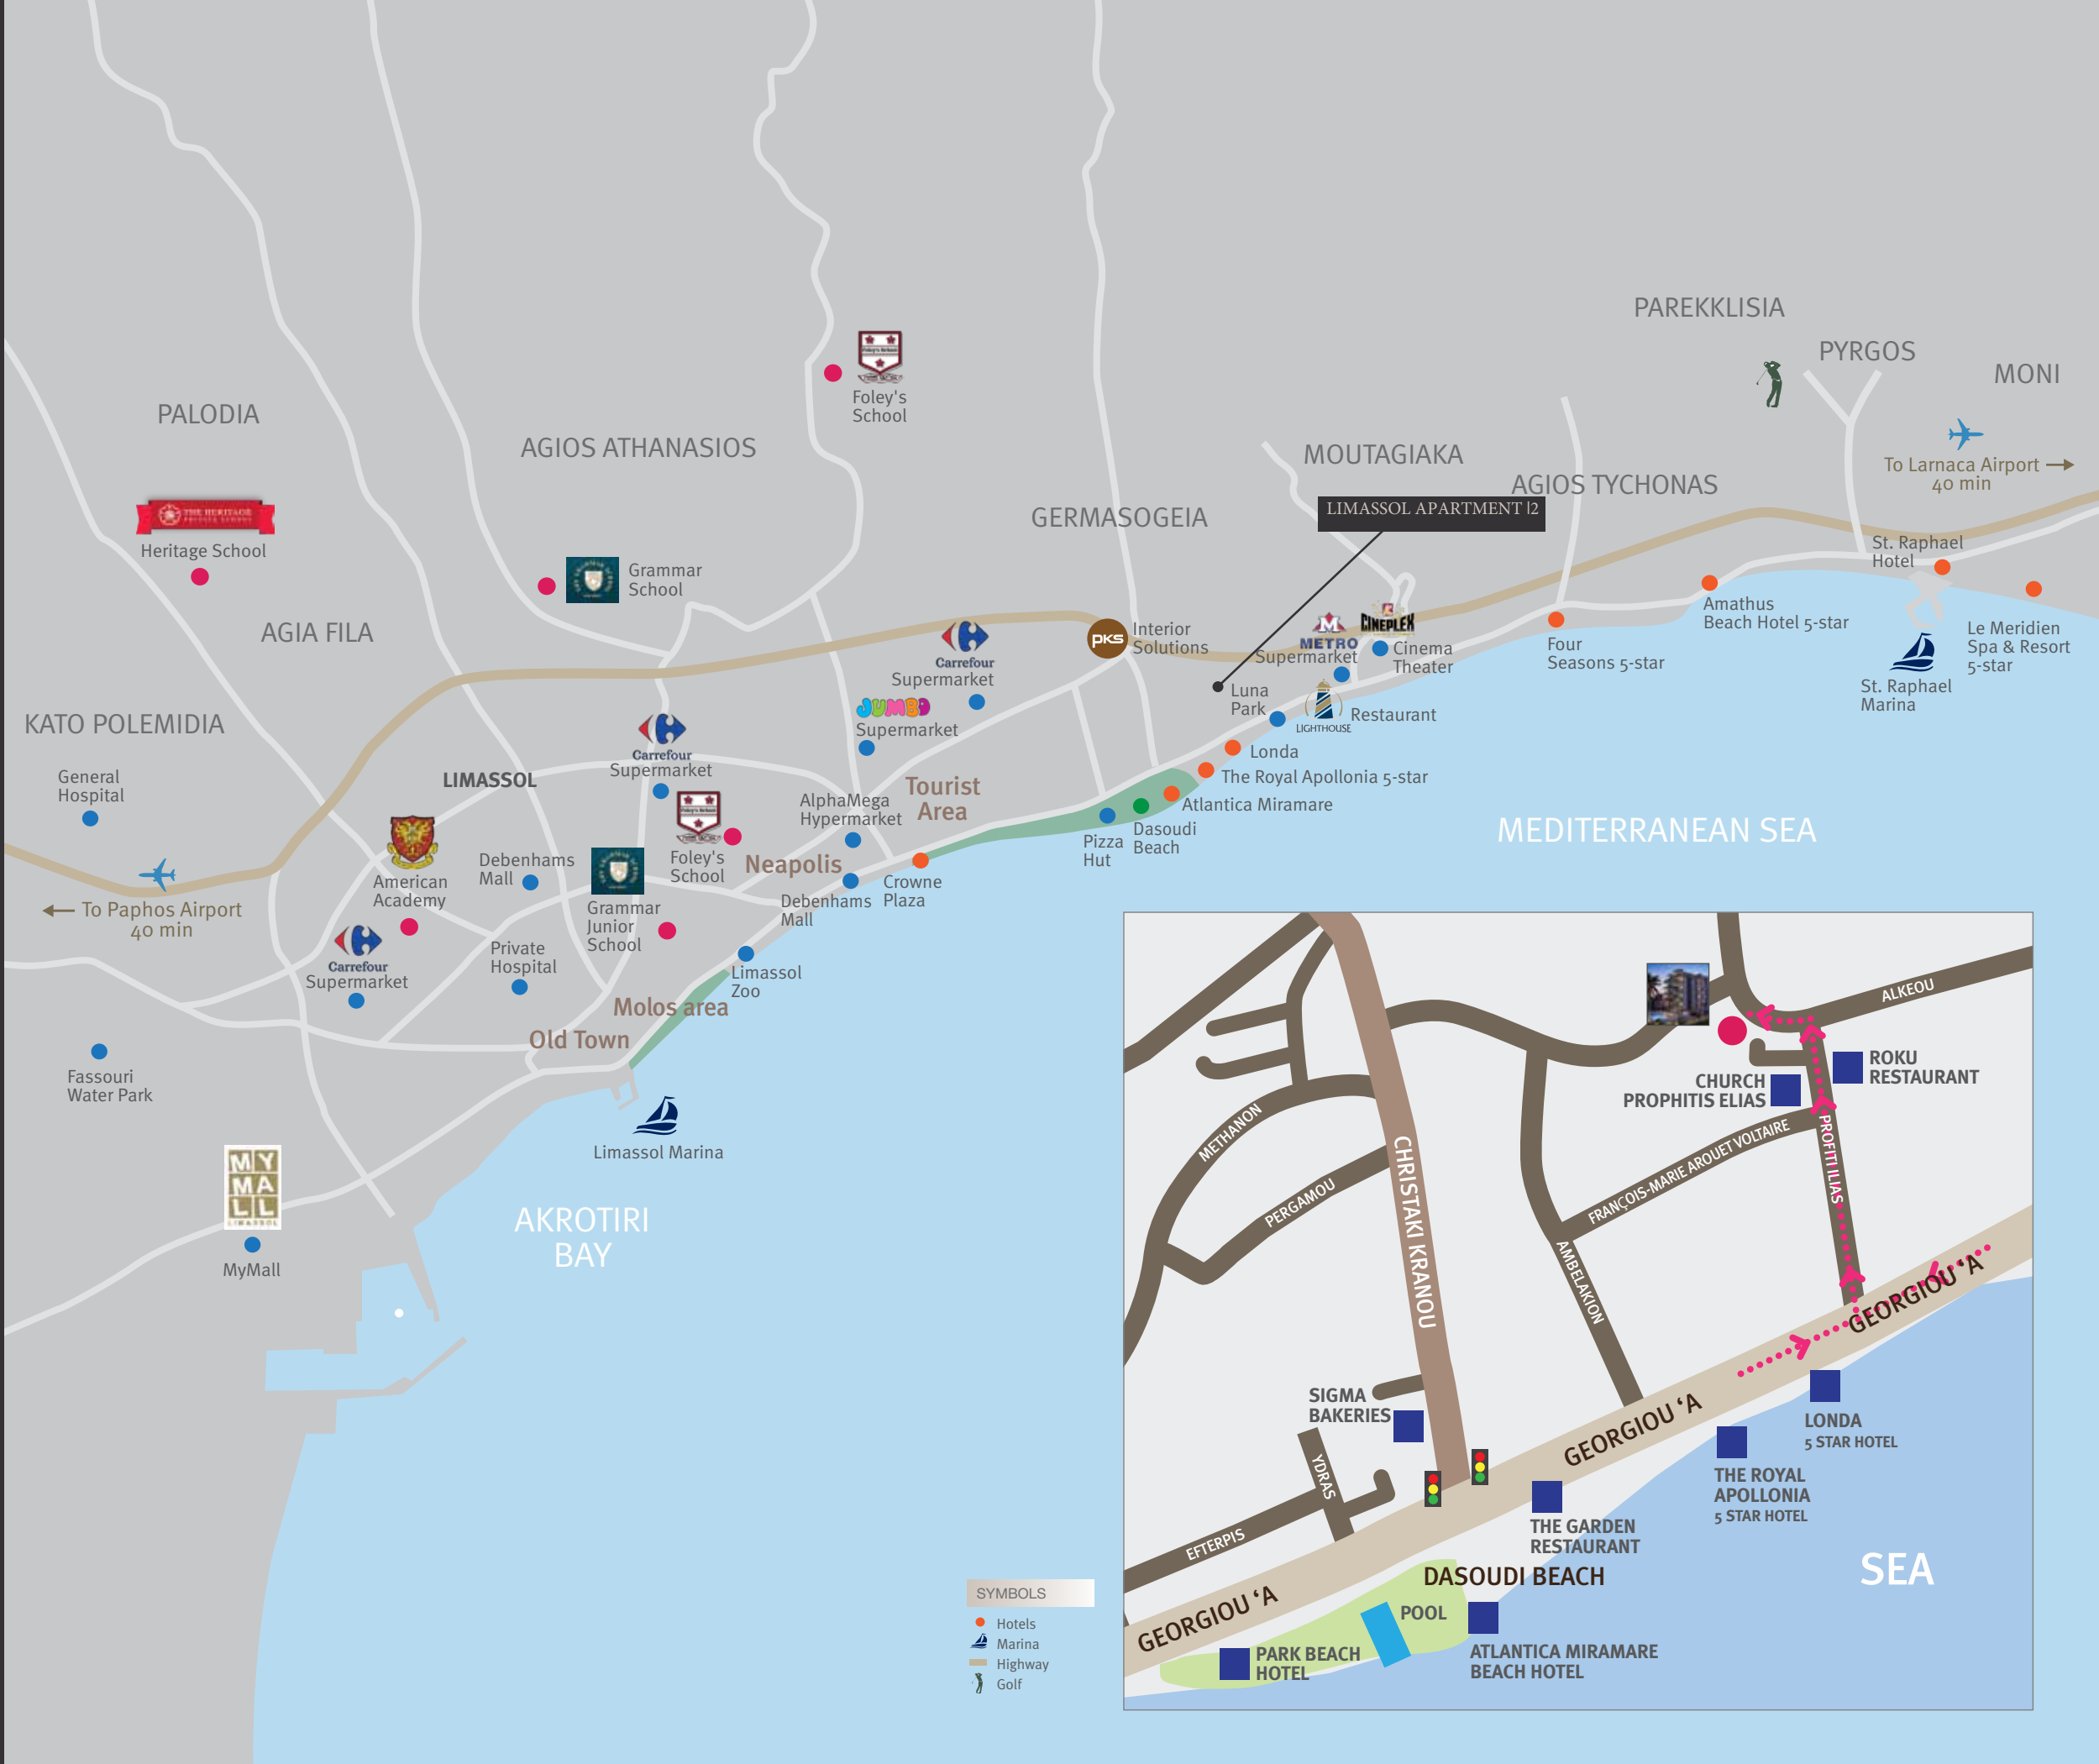 PAREKKLISIA
PYRGOS
MONI
To Larnaca Airport
40 min
PALODIA
Foley's
School
AGIOS ATHANASIOS
MOUTAGIAKA
AGIOS TYCHONAS
GERMASOGEIA
LIMASSOL APARTMENT |2
THE HERITAGE
Heritage School
Grammar
School
AGIA FILA
St. Raphael
Hotel
Amathus
Beach Hotel 5-star
Le Meridien
Spa & Resort
5-star
Four
Seasons 5-star
St. Raphael
Marina
pks
Interior
Solutions
METRO
Supermarket
CINEPLEX
Cinema
Theater
Carrefour
Supermarket
JUMBO
Supermarket
Luna
Park
LIGHTHOUSE
Restaurant
KATO POLEMIDIA
General
Hospital
LIMASSOL
Carrefour
Supermarket
Londa
The Royal Apollonia 5-star
Atlantica Miramare
Tourist
Area
AlphaMega
Hypermarket
Pizza
Hut
Dasoudi
Beach
MEDITERRANEAN SEA
To Paphos Airport
40 min
American
Academy
Debenhams
Mall
Foley's
School
Neapolis
Grammar
Junior
School
Debenhams
Mall
Crowne
Plaza
Carrefour
Supermarket
Private
Hospital
Limassol
Zoo
Molos area
Old Town
Fassouri
Water Park
Limassol Marina
MY
MALL
LIMASSOL
MyMall
AKROTIRI
BAY
SYMBOLS
Hotels
Marina
Highway
Golf
ALKEOU
ROKU
RESTAURANT
CHURCH
PROPHITIS ELIAS
METHANON
PERGAMOU
CHRISTAKI KRANOU
FRANÇOIS-MARIE AROUET VOLTAIRE
PROFITI ILIAS
AMBELAKION
GEORGIOU ‘A
SIGMA
BAKERIES
YDRAS
EFTERPIS
GEORGIOU ‘A
LONDA
5 STAR HOTEL
THE ROYAL
APOLLONIA
5 STAR HOTEL
THE GARDEN
RESTAURANT
DASOUDI BEACH
SEA
GEORGIOU ‘A
POOL
PARK BEACH
HOTEL
ATLANTICA MIRAMARE
BEACH HOTEL